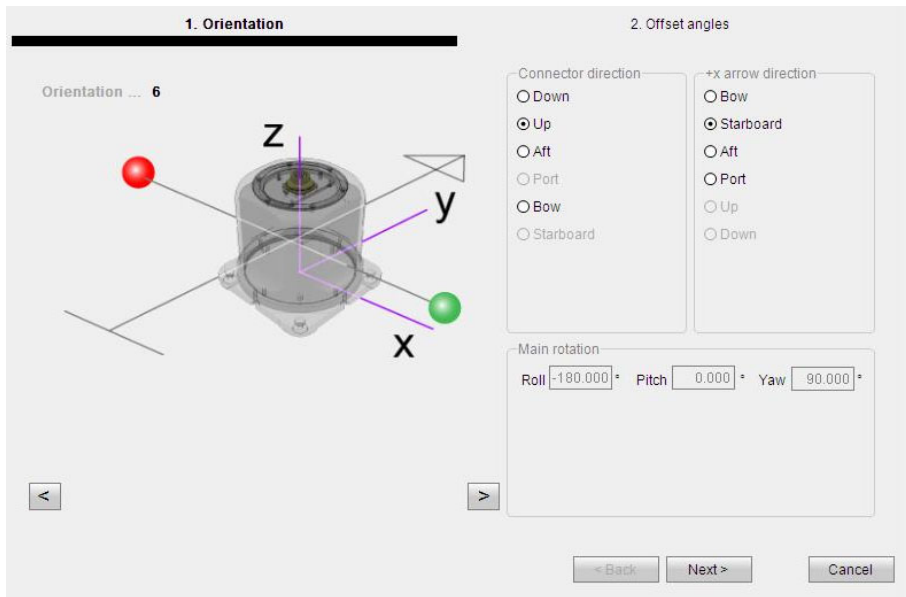 1. Orientation
2. Offset angles
Orientation ... 6
z
y
x
Connector direction
Down
Up
Aft
Port
Bow
Starboard
+x arrow direction
Bow
Starboard
Aft
Port
Up
Down
Main rotation
Roll -180.000 ° Pitch 0.000 ° Yaw 90.000 °
<
>
< Back
Next >
Cancel